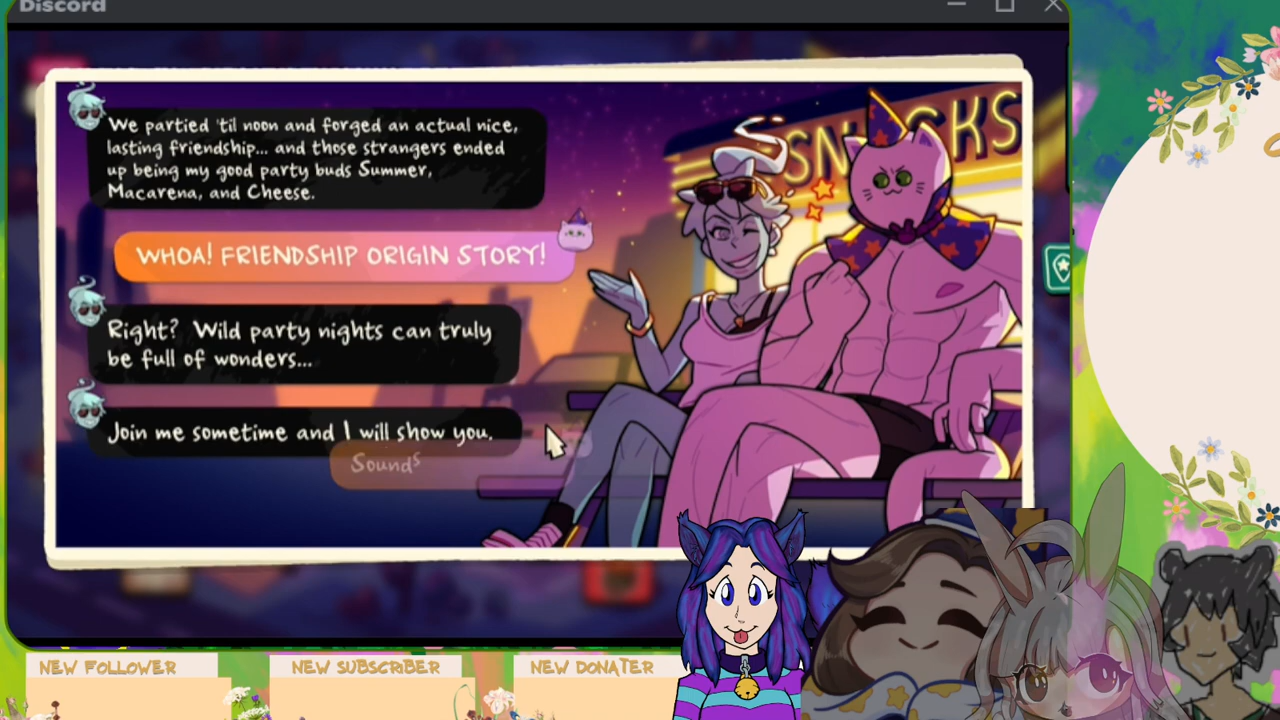 Discord
SNACKS
We partied 'til noon and forged an actual nice,
lasting friendship... and those strangers ended
up being my good party buds Summer,
Macarena, and Cheese.
WHOA! FRIENDSHIP ORIGIN STORY!
Right? Wild party nights can truly
be full of wonders...
Join me sometime and I will show you.
Sounds
NEW FOLLOWER
NEW SUBSCRIBER
NEW DONATER